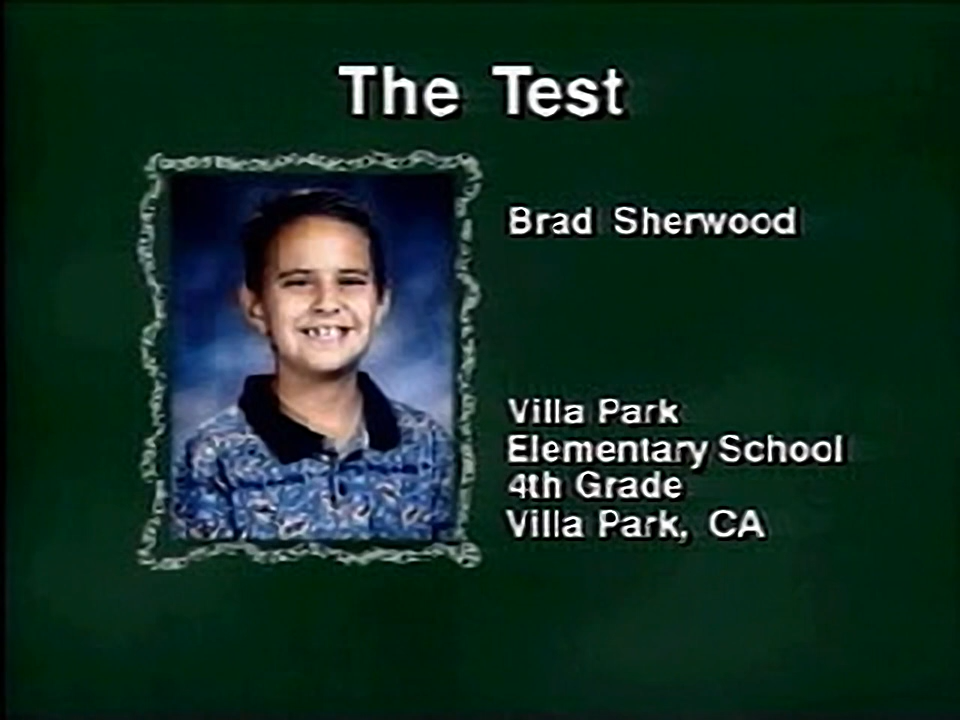 The Test
Brad Sherwood
Villa Park
Elementary School
4th Grade
Villa Park, CA